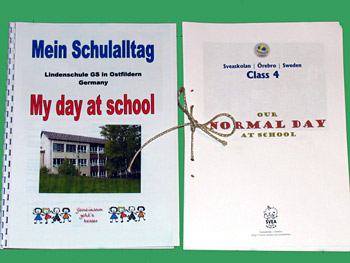 Mein Schulalltag
Lindenschule GS in Ostfildern
Germany
My day at school
gemeinsam
geht's
besser
Sveaskolan | Örebro | Sweden
Class 4
OUR
NORMAL DAY
AT SCHOOL
SVEA